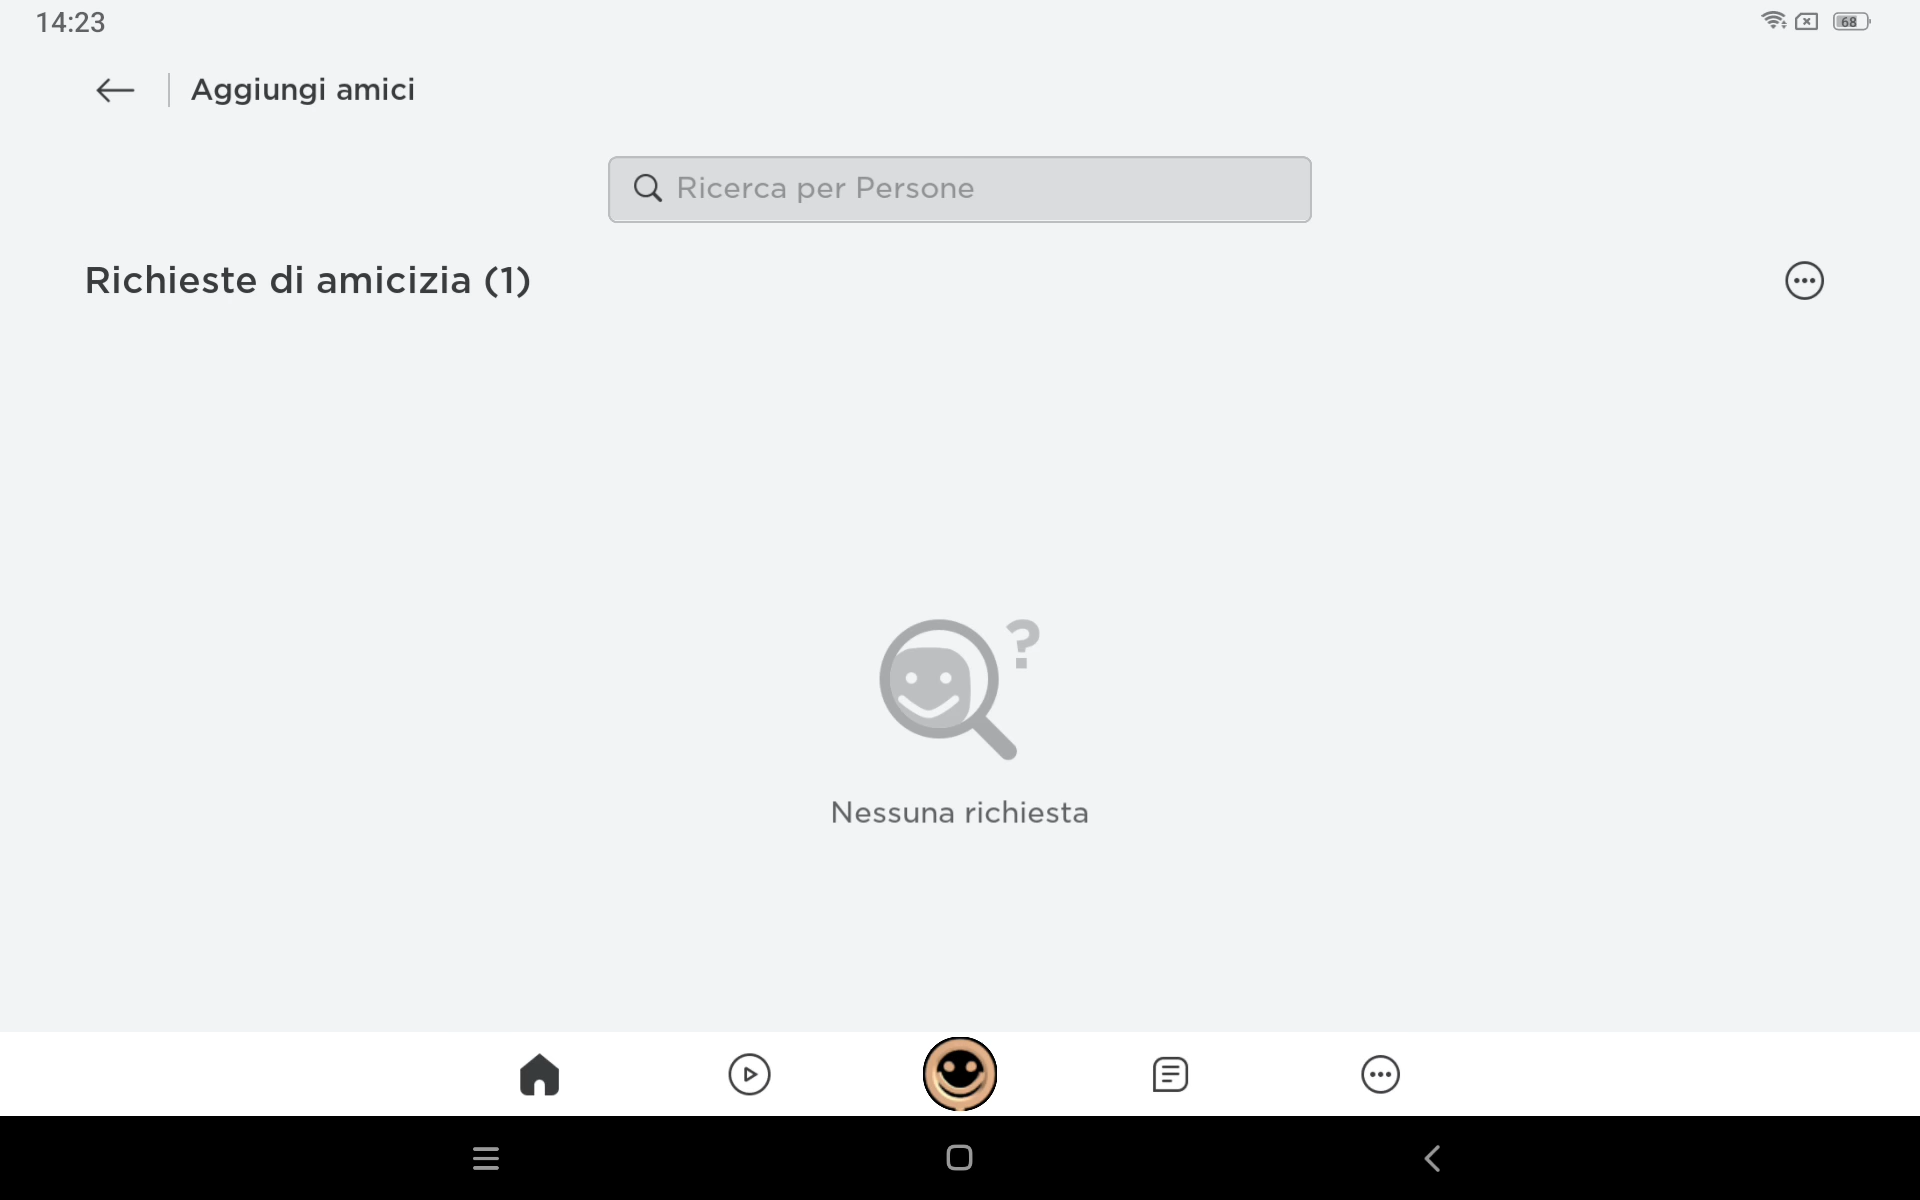 14:23
68
Aggiungi amici
Ricerca per Persone
Richieste di amicizia (1)
?
Nessuna richiesta